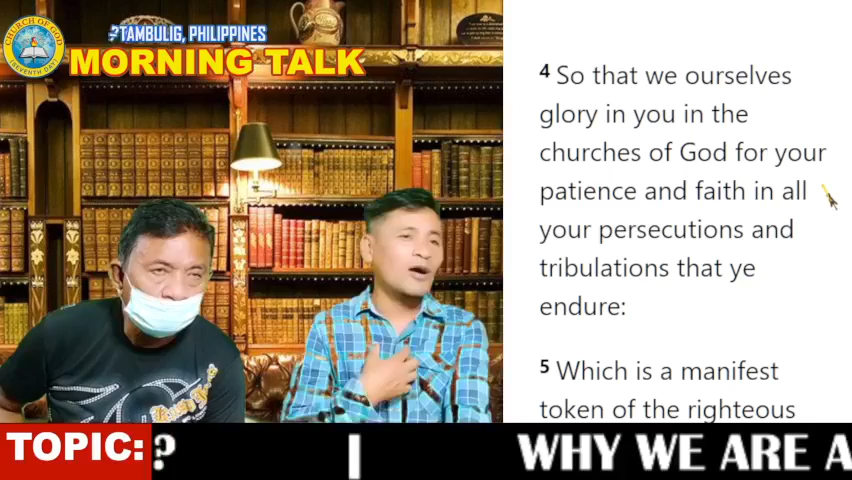 CHURCH OF GOD
(SEVENTH DAY)
?TAMBULIG, PHILIPPINES
MORNING TALK
4 So that we ourselves
glory in you in the
churches of God for your
patience and faith in all
your persecutions and
tribulations that ye
endure:
5 Which is a manifest
token of the righteous
TOPIC: ? | WHY WE ARE A